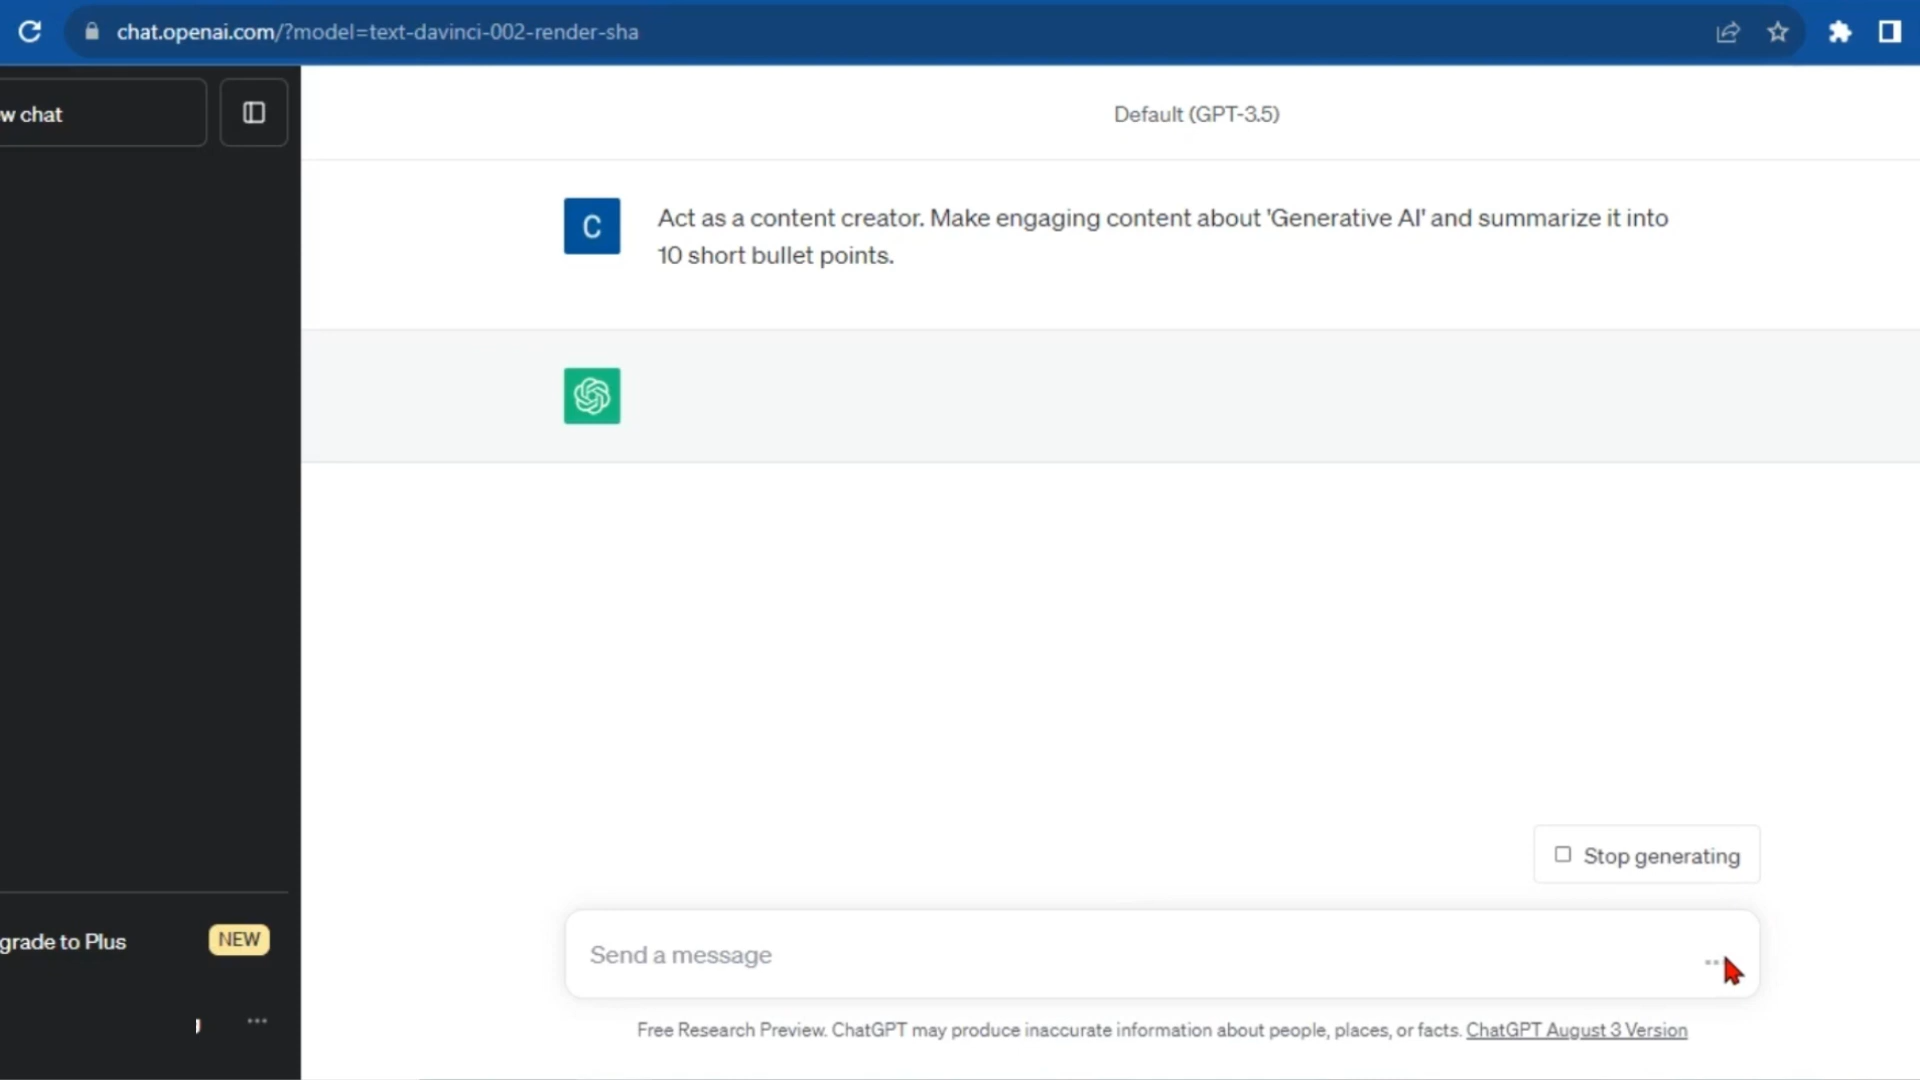 chat.openai.com/?model=text-davinci-002-render-sha
w chat
Default (GPT-3.5)
C
Act as a content creator. Make engaging content about 'Generative AI' and summarize it into
10 short bullet points.
Stop generating
grade to Plus
NEW
Send a message
Free Research Preview. ChatGPT may produce inaccurate information about people, places, or facts. ChatGPT August 3 Version